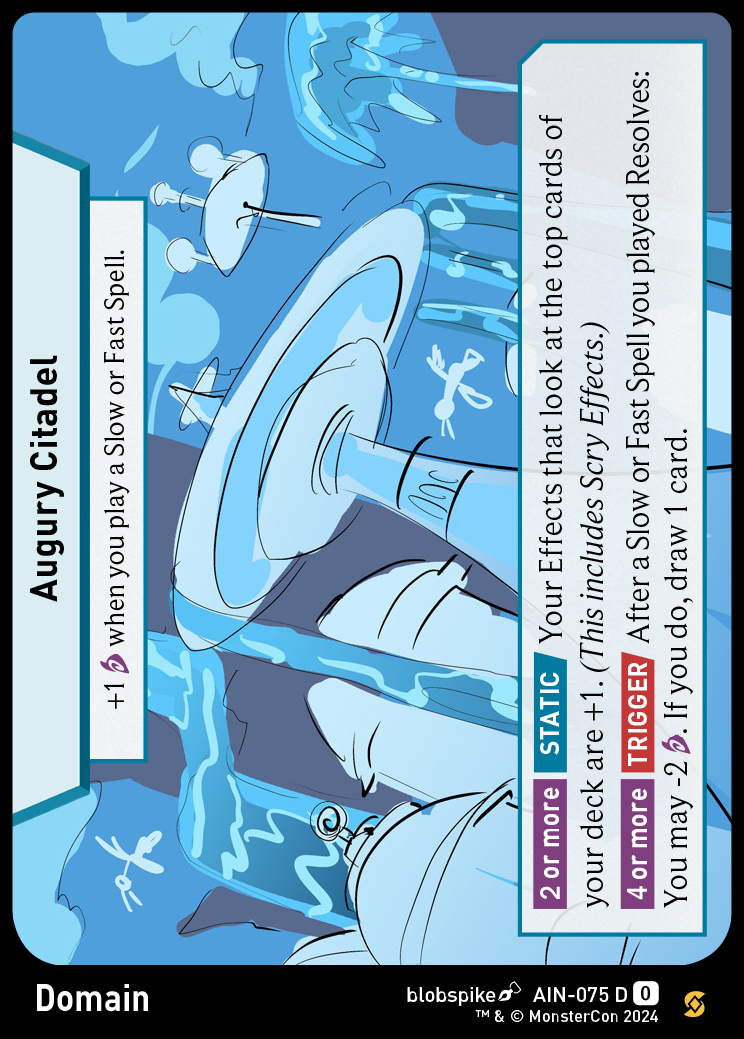 Augury Citadel
+1 when you play a Slow or Fast Spell.
2 or more STATIC Your Effects that look at the top cards of
your deck are +1. (This includes Scry Effects.)
4 or more TRIGGER After a Slow or Fast Spell you played Resolves:
You may -2 . If you do, draw 1 card.
Domain
blobspike AIN-075 D 0
™ & © MonsterCon 2024